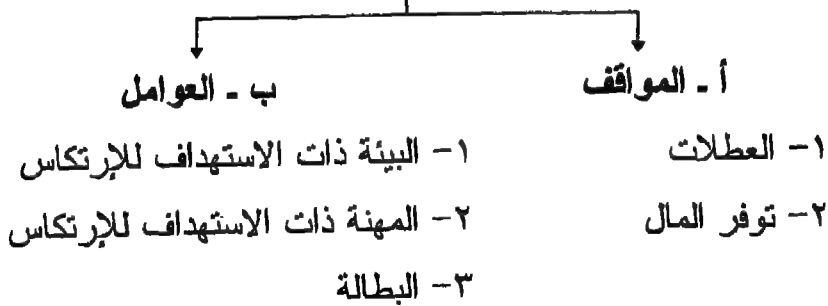 أ ـ المواقف
١- العطلات
٢- توفر المال
ب ـ العوامل
١- البيئة ذات الاستهداف للإرتكاس
٢- المهنة ذات الاستهداف للإرتكاس
٣- البطالة